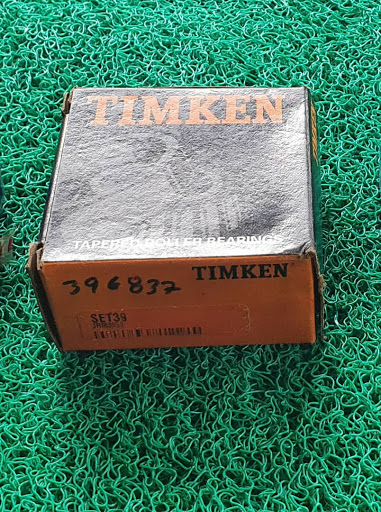 TIMKEN
TAPERED ROLLER BEARINGS
TIMKEN
396832
SET39